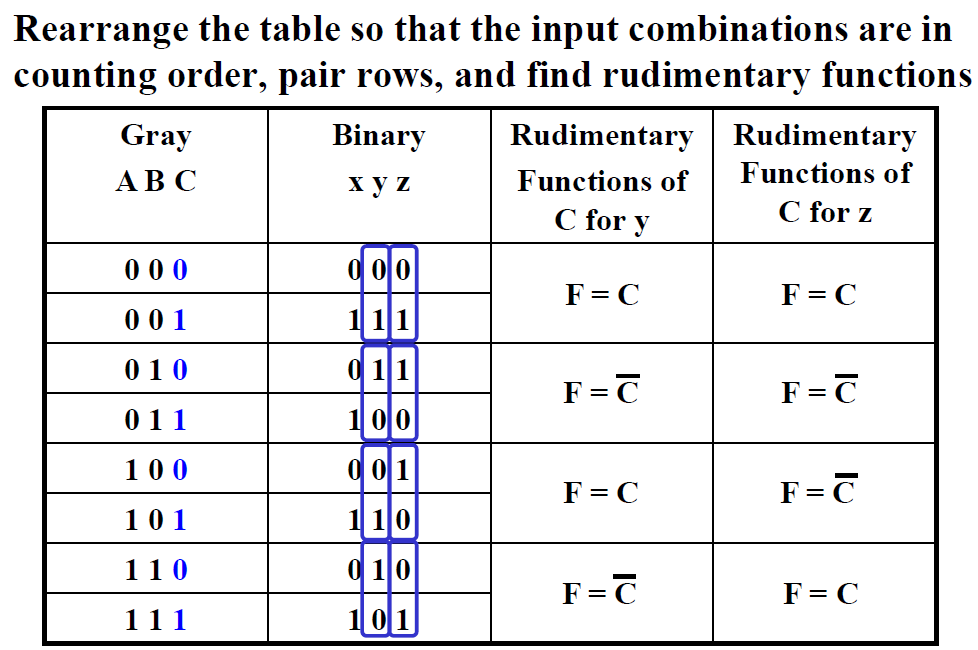 Rearrange the table so that the input combinations are in
counting order, pair rows, and find rudimentary functions
Gray
A B C
Binary
x y z
Rudimentary
Functions of
C for y
Rudimentary
Functions of
C for z
0 0 0
0 0 0
F = C
F = C
0 0 1
1 1 1
0 1 0
0 1 1
F = C̅
F = C̅
0 1 1
1 0 0
1 0 0
0 0 1
F = C
F = C̅
1 0 1
1 1 0
1 1 0
0 1 0
F = C̅
F = C
1 1 1
1 0 1